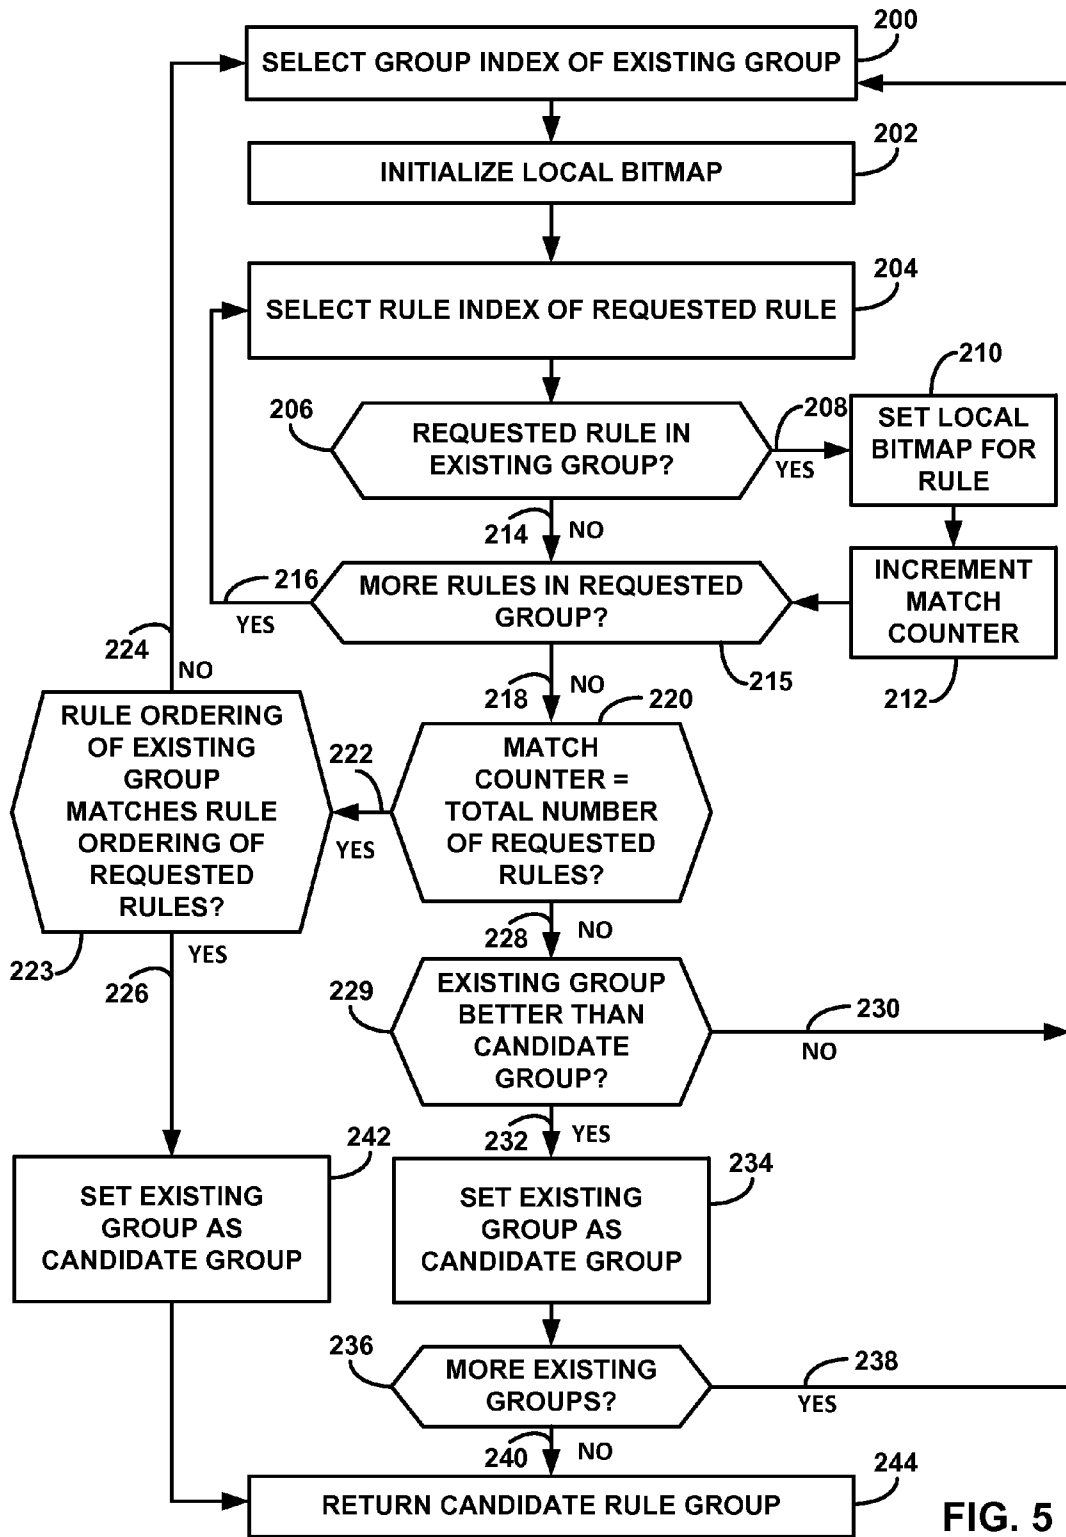 200
SELECT GROUP INDEX OF EXISTING GROUP
202
INITIALIZE LOCAL BITMAP
204
SELECT RULE INDEX OF REQUESTED RULE
206
REQUESTED RULE IN
EXISTING GROUP?
208
YES
210
SET LOCAL
BITMAP FOR
RULE
214
NO
216
YES
MORE RULES IN REQUESTED
GROUP?
215
INCREMENT
MATCH
COUNTER
212
224
NO
218
NO
220
RULE ORDERING
OF EXISTING
GROUP
MATCHES RULE
ORDERING OF
REQUESTED
RULES?
222
YES
MATCH
COUNTER =
TOTAL NUMBER
OF REQUESTED
RULES?
223
226
YES
228
NO
229
EXISTING GROUP
BETTER THAN
CANDIDATE
GROUP?
230
NO
232
YES
242
SET EXISTING
GROUP AS
CANDIDATE GROUP
234
SET EXISTING
GROUP AS
CANDIDATE GROUP
236
MORE EXISTING
GROUPS?
238
YES
240
NO
244
RETURN CANDIDATE RULE GROUP
FIG. 5